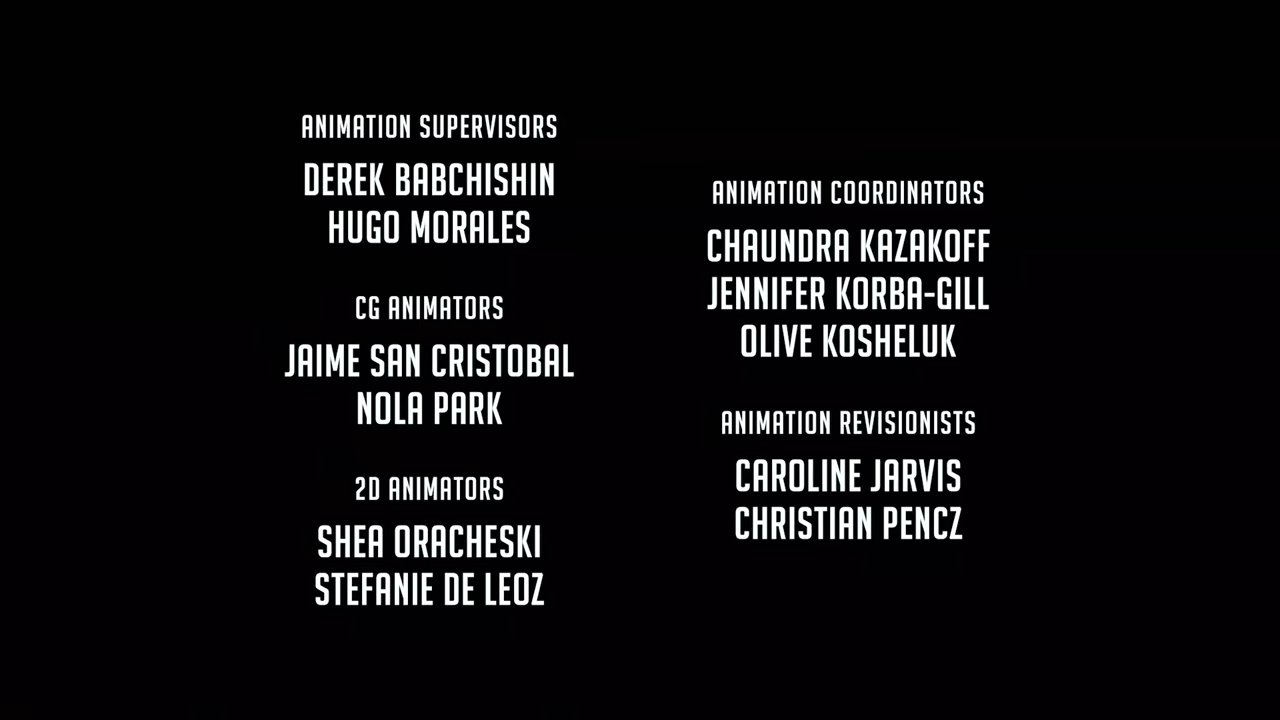 ANIMATION SUPERVISORS
DEREK BABCHISHIN
HUGO MORALES
CG ANIMATORS
JAIME SAN CRISTOBAL
NOLA PARK
2D ANIMATORS
SHEA ORACHESKI
STEFANIE DE LEOZ
ANIMATION COORDINATORS
CHAUNDRA KAZAKOFF
JENNIFER KORBA-GILL
OLIVE KOSHELUK
ANIMATION REVISIONISTS
CAROLINE JARVIS
CHRISTIAN PENCZ